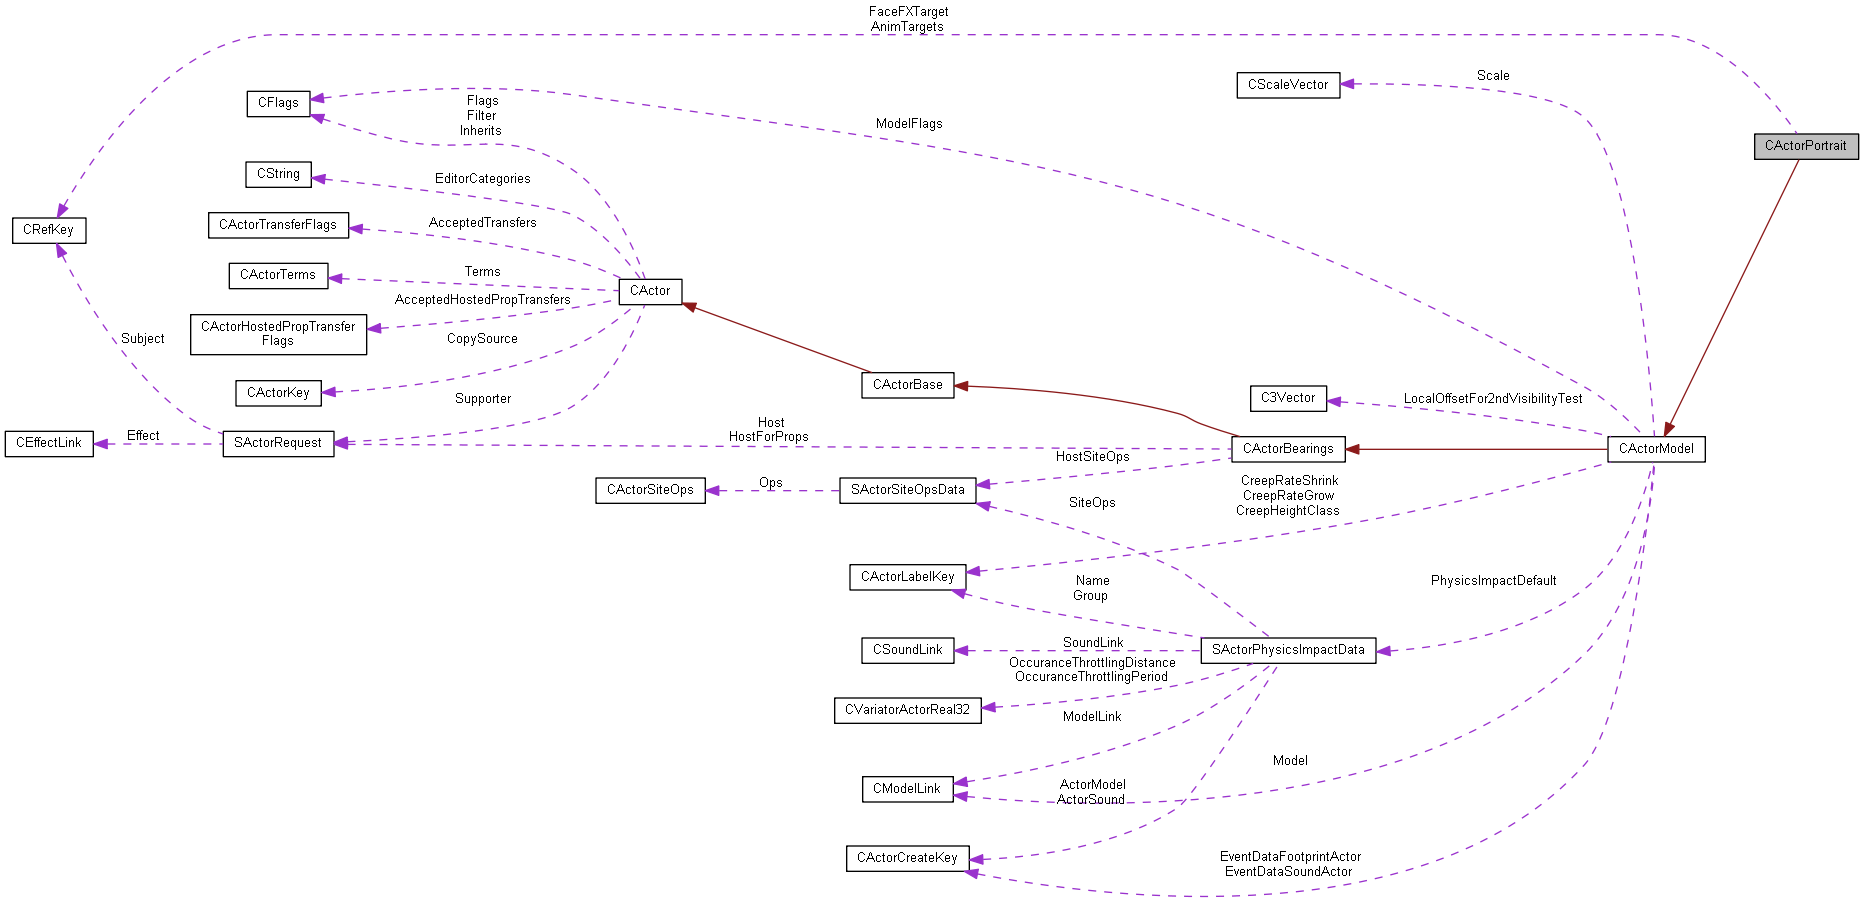 FaceFXTarget
AnimTargets
CScaleVector
Scale
CFlags
Flags
Filter
Inherits
ModelFlags
CActorPortrait
CString
EditorCategories
CRefKey
CActorTransferFlags
AcceptedTransfers
CActorTerms
Terms
CActor
AcceptedHostedPropTransfers
CActorHostedPropTransfer
Flags
CopySource
Subject
CActorKey
CActorBase
Supporter
C3Vector
LocalOffsetFor2ndVisibilityTest
CEffectLink
Effect
SActorRequest
Host
HostForProps
CActorBearings
CActorModel
HostSiteOps
CActorSiteOps
Ops
SActorSiteOpsData
SiteOps
CreepRateShrink
CreepRateGrow
CreepHeightClass
CActorLabelKey
Name
Group
PhysicsImpactDefault
CSoundLink
SoundLink
SActorPhysicsImpactData
OccuranceThrottlingDistance
OccuranceThrottlingPeriod
CVariatorActorReal32
ModelLink
Model
CModelLink
ActorModel
ActorSound
CActorCreateKey
EventDataFootprintActor
EventDataSoundActor